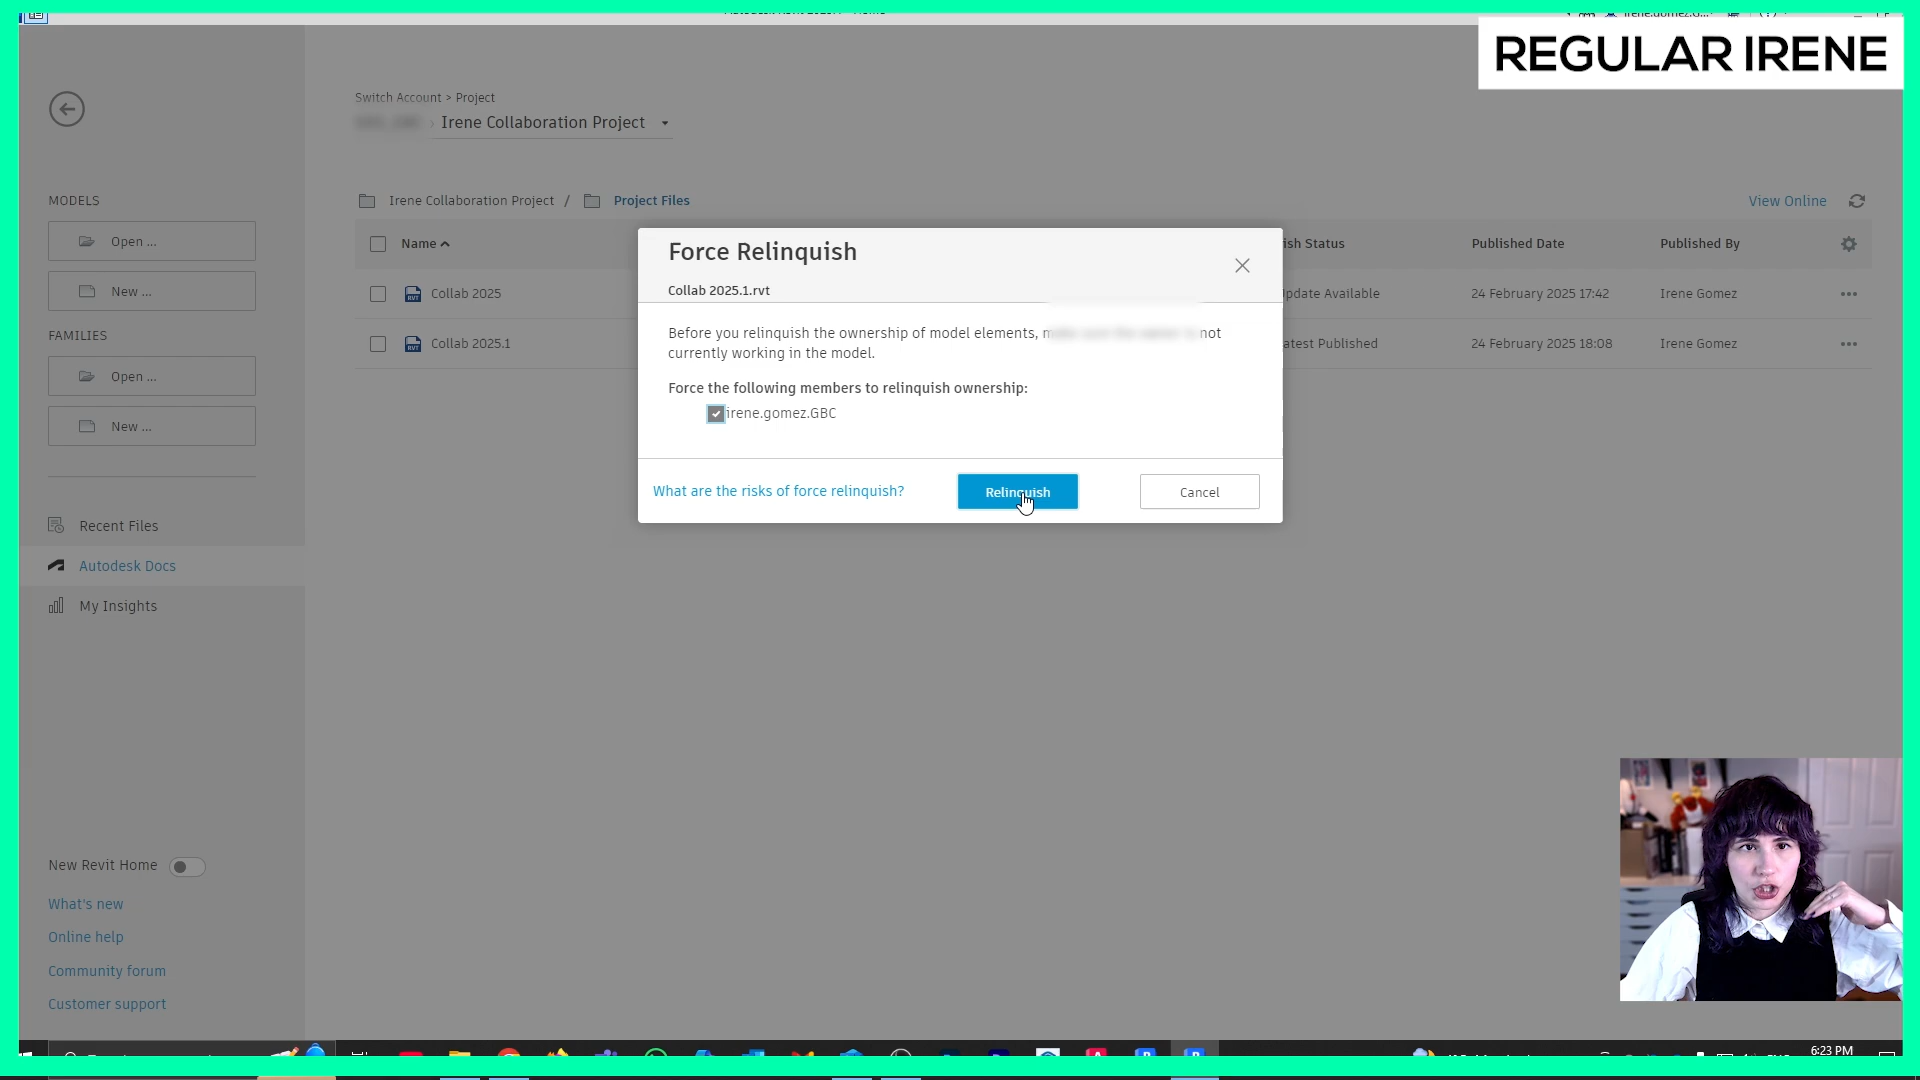 REGULAR IRENE
Switch Account > Project
Irene Collaboration Project
MODELS
Open ...
New ...
FAMILIES
Open ...
New ...
Recent Files
Autodesk Docs
My Insights
New Revit Home
What's new
Online help
Community forum
Customer support
Irene Collaboration Project / Project Files
View Online
Name
Status
Published Date
Published By
Collab 2025
Available
24 February 2025 17:42
Irene Gomez
Collab 2025.1
Published
24 February 2025 18:08
Irene Gomez
Force Relinquish
Collab 2025.1.rvt
Before you relinquish the ownership of model elements, make sure the owner is not
currently working in the model.
Force the following members to relinquish ownership:
irene.gomez.GBC
What are the risks of force relinquish?
Relinquish
Cancel
6:23 PM